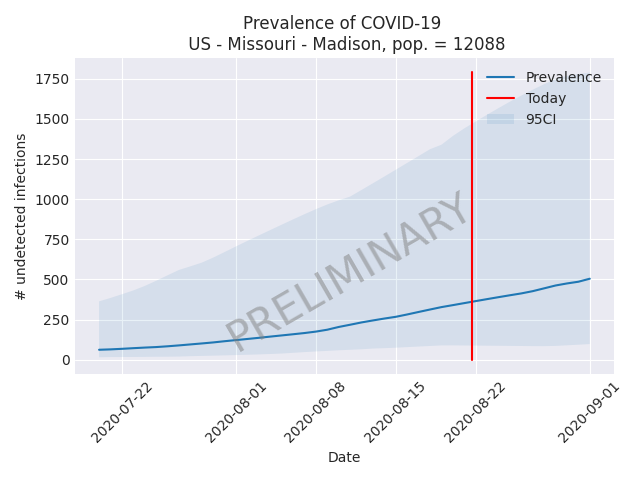 Prevalence of COVID-19
US - Missouri - Madison, pop. = 12088
Prevalence
Today
95CI
1750
1500
1250
1000
750
500
250
0
# undetected infections
PRELIMINARY
2020-07-22
2020-08-01
2020-08-08
2020-08-15
2020-08-22
2020-09-01
Date